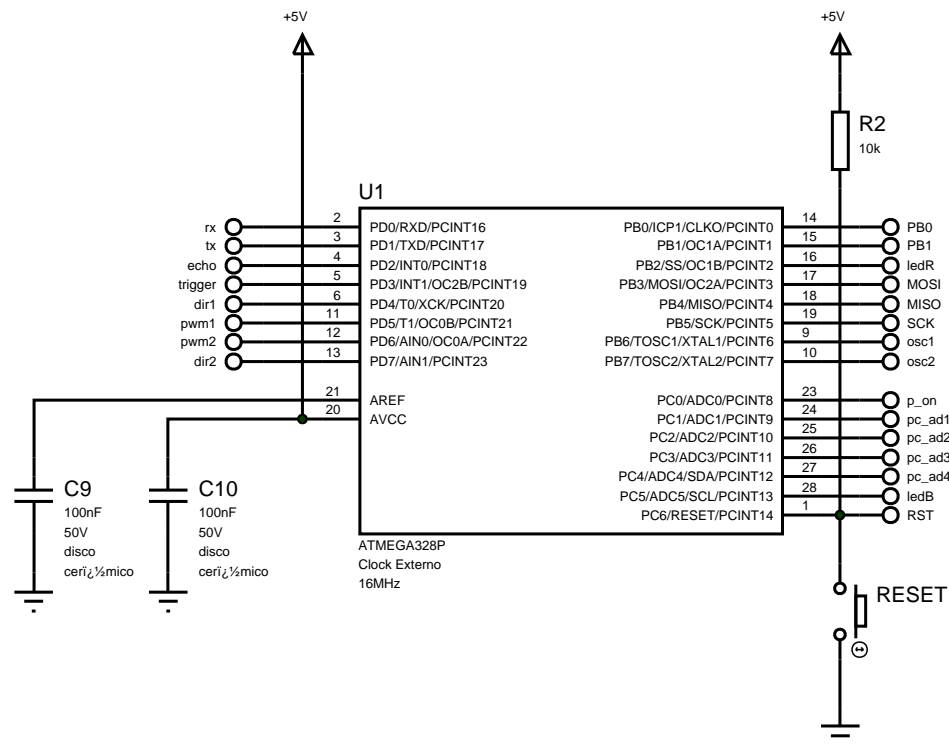 +5V
+5V
R2
10k
U1
rx 2 PD0/RXD/PCINT16 PB0/ICP1/CLKO/PCINT0 14 PB0
tx 3 PD1/TXD/PCINT17 PB1/OC1A/PCINT1 15 PB1
echo 4 PD2/INT0/PCINT18 PB2/SS/OC1B/PCINT2 16 ledR
trigger 5 PD3/INT1/OC2B/PCINT19 PB3/MOSI/OC2A/PCINT3 17 MOSI
dir1 6 PD4/T0/XCK/PCINT20 PB4/MISO/PCINT4 18 MISO
pwm1 11 PD5/T1/OC0B/PCINT21 PB5/SCK/PCINT5 19 SCK
pwm2 12 PD6/AIN0/OC0A/PCINT22 PB6/TOSC1/XTAL1/PCINT6 9 osc1
dir2 13 PD7/AIN1/PCINT23 PB7/TOSC2/XTAL2/PCINT7 10 osc2
21 AREF PC0/ADC0/PCINT8 23 p_on
20 AVCC PC1/ADC1/PCINT9 24 pc_ad1
PC2/ADC2/PCINT10 25 pc_ad2
PC3/ADC3/PCINT11 26 pc_ad3
PC4/ADC4/SDA/PCINT12 27 pc_ad4
PC5/ADC5/SCL/PCINT13 28 ledB
PC6/RESET/PCINT14 1 RST
C9
100nF
50V
disco
cerï¿½mico
C10
100nF
50V
disco
cerï¿½mico
ATMEGA328P
Clock Externo
16MHz
RESET